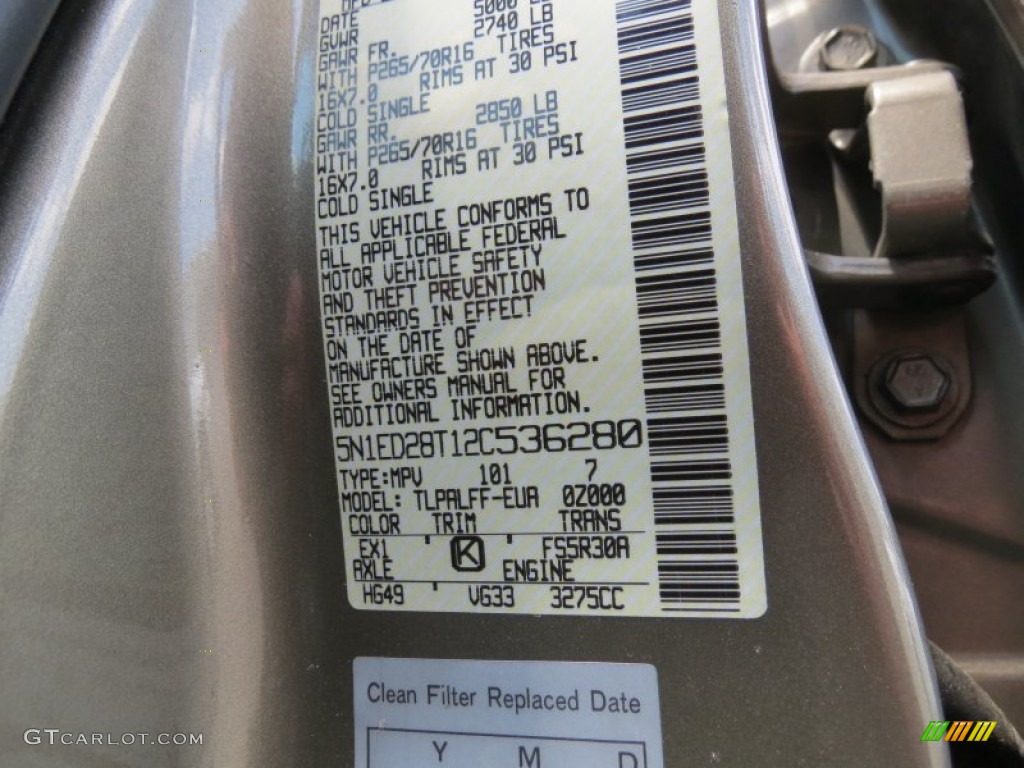 DATE
GVWR 5000 LB
GAWR FR. 2740 LB
WITH P265/70R16 TIRES
16X7.0 RIMS AT 30 PSI
COLD SINGLE
GAWR RR. 2850 LB
WITH P265/70R16 TIRES
16X7.0 RIMS AT 30 PSI
COLD SINGLE
THIS VEHICLE CONFORMS TO
ALL APPLICABLE FEDERAL
MOTOR VEHICLE SAFETY
AND THEFT PREVENTION
STANDARDS IN EFFECT
ON THE DATE OF
MANUFACTURE SHOWN ABOVE.
SEE OWNERS MANUAL FOR
ADDITIONAL INFORMATION.
5N1ED28T12C536280
TYPE:MPV 101 7
MODEL: TLPALFF-EUA 0Z000
COLOR TRIM TRANS
EX1 K FS5R30A
AXLE ENGINE
HG49 VG33 3275CC
Clean Filter Replaced Date
Y M D
GTCARLOT.COM